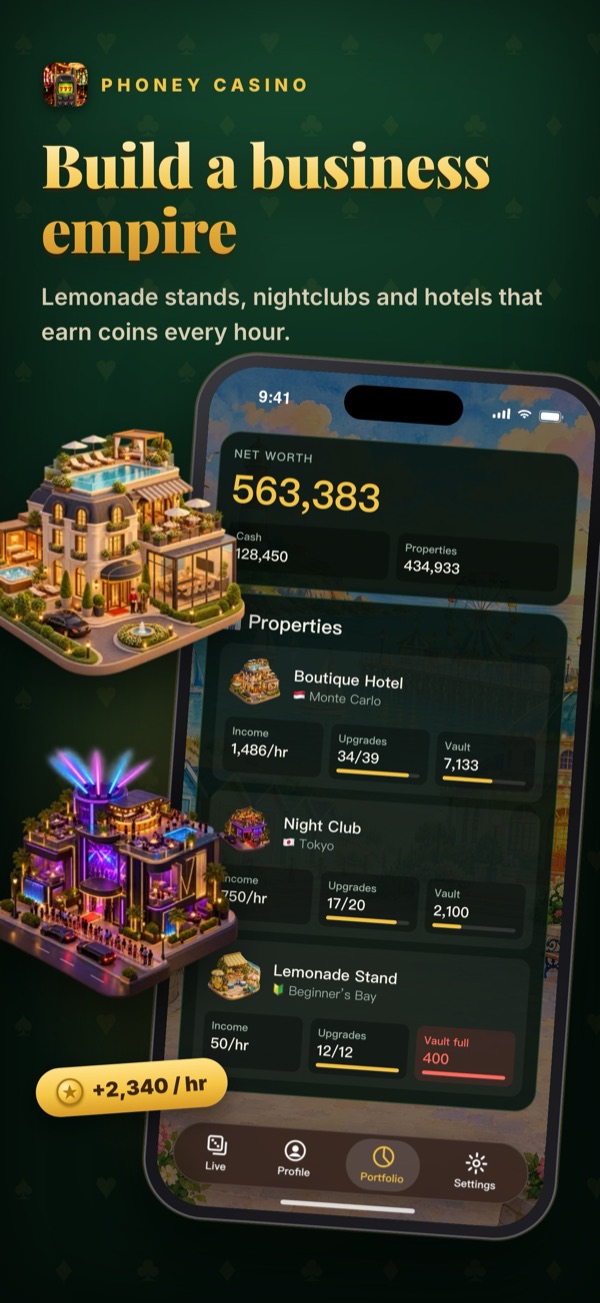 PHONEY CASINO
Build a business
empire
Lemonade stands, nightclubs and hotels that
earn coins every hour.
9:41
NET WORTH
563,383
Cash
128,450
Properties
434,933
Properties
Boutique Hotel
Monte Carlo
Income
1,486/hr
Upgrades
34/39
Vault
7,133
Night Club
Tokyo
ncome
750/hr
Upgrades
17/20
Vault
2,100
Lemonade Stand
Beginner's Bay
Income
50/hr
Upgrades
12/12
Vault full
400
+2,340 / hr
Live
Profile
Portfolio
Settings